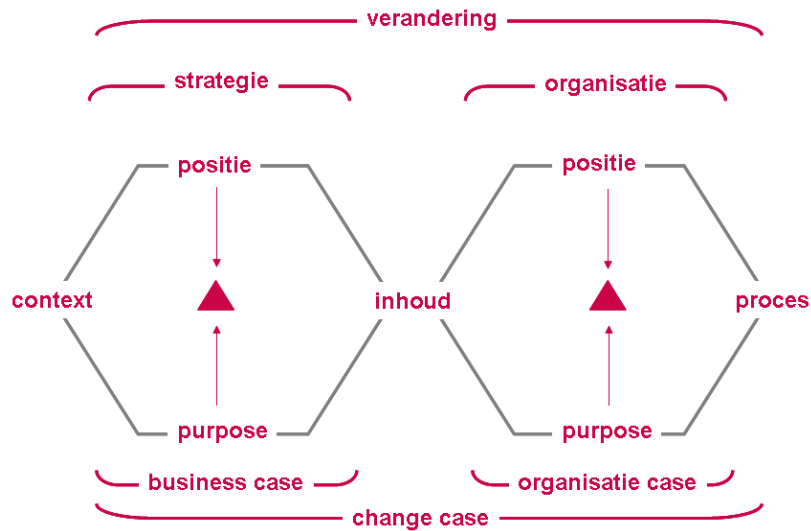 verandering
strategie
organisatie
positie
positie
context
inhoud
proces
purpose
purpose
business case
organisatie case
change case